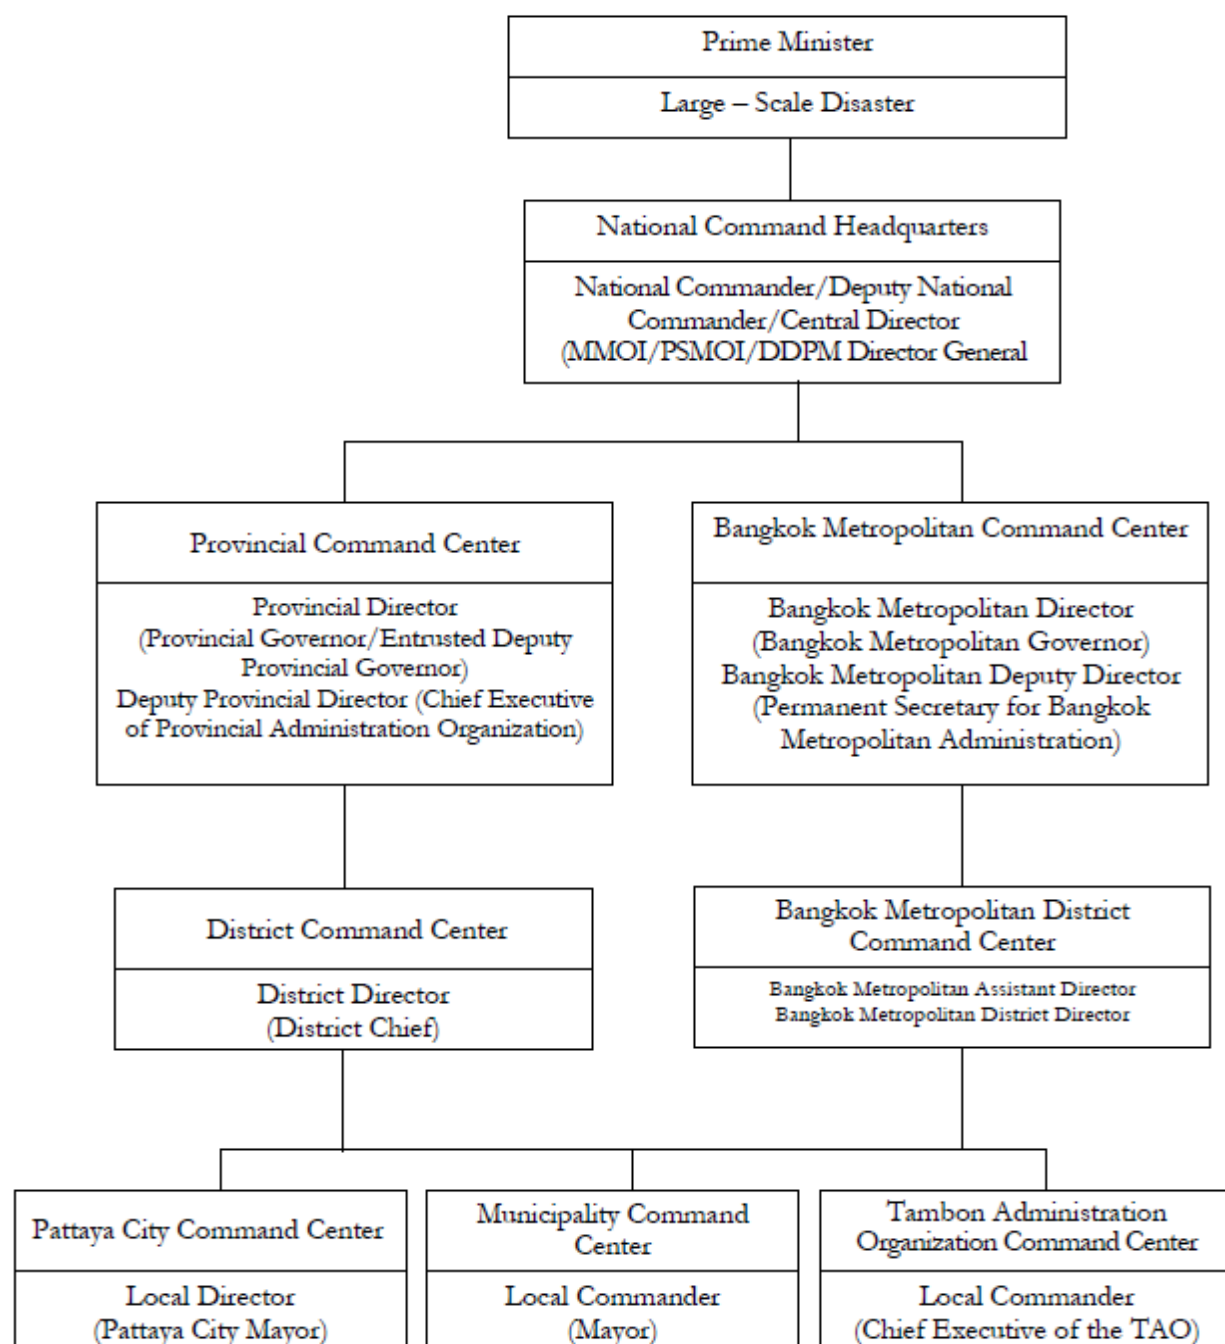 Prime Minister
Large – Scale Disaster
National Command Headquarters
National Commander/Deputy National
Commander/Central Director
(MMOI/PSMOI/DDPM Director General
Provincial Command Center
Provincial Director
(Provincial Governor/Entrusted Deputy
Provincial Governor)
Deputy Provincial Director (Chief Executive
of Provincial Administration Organization)
Bangkok Metropolitan Command Center
Bangkok Metropolitan Director
(Bangkok Metropolitan Governor)
Bangkok Metropolitan Deputy Director
(Permanent Secretary for Bangkok
Metropolitan Administration)
District Command Center
District Director
(District Chief)
Bangkok Metropolitan District
Command Center
Bangkok Metropolitan Assistant Director
Bangkok Metropolitan District Director
Pattaya City Command Center
Local Director
(Pattaya City Mayor)
Municipality Command
Center
Local Commander
(Mayor)
Tambon Administration
Organization Command Center
Local Commander
(Chief Executive of the TAO)